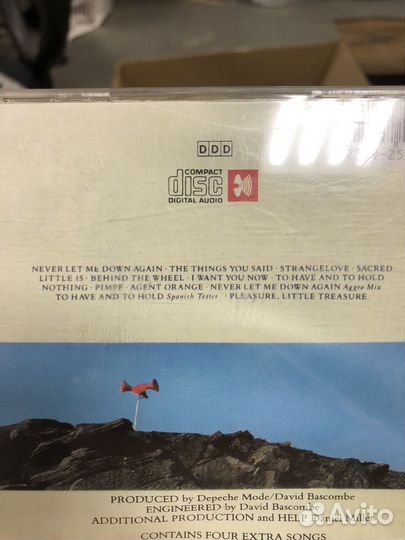 DDD
COMPACT
disc
DIGITAL AUDIO
NEVER LET ME DOWN AGAIN · THE THINGS YOU SAID · STRANGELOVE · SACRED
LITTLE 15 · BEHIND THE WHEEL · I WANT YOU NOW · TO HAVE AND TO HOLD
NOTHING · PIMPF · AGENT ORANGE · NEVER LET ME DOWN AGAIN Aggro Mix
TO HAVE AND TO HOLD Spanish Taster · PLEASURE, LITTLE TREASURE
PRODUCED by Depeche Mode/David Bascombe
ENGINEERED by David Bascombe
ADDITIONAL PRODUCTION and HELP Daniel Miller
CONTAINS FOUR EXTRA SONGS
Avito